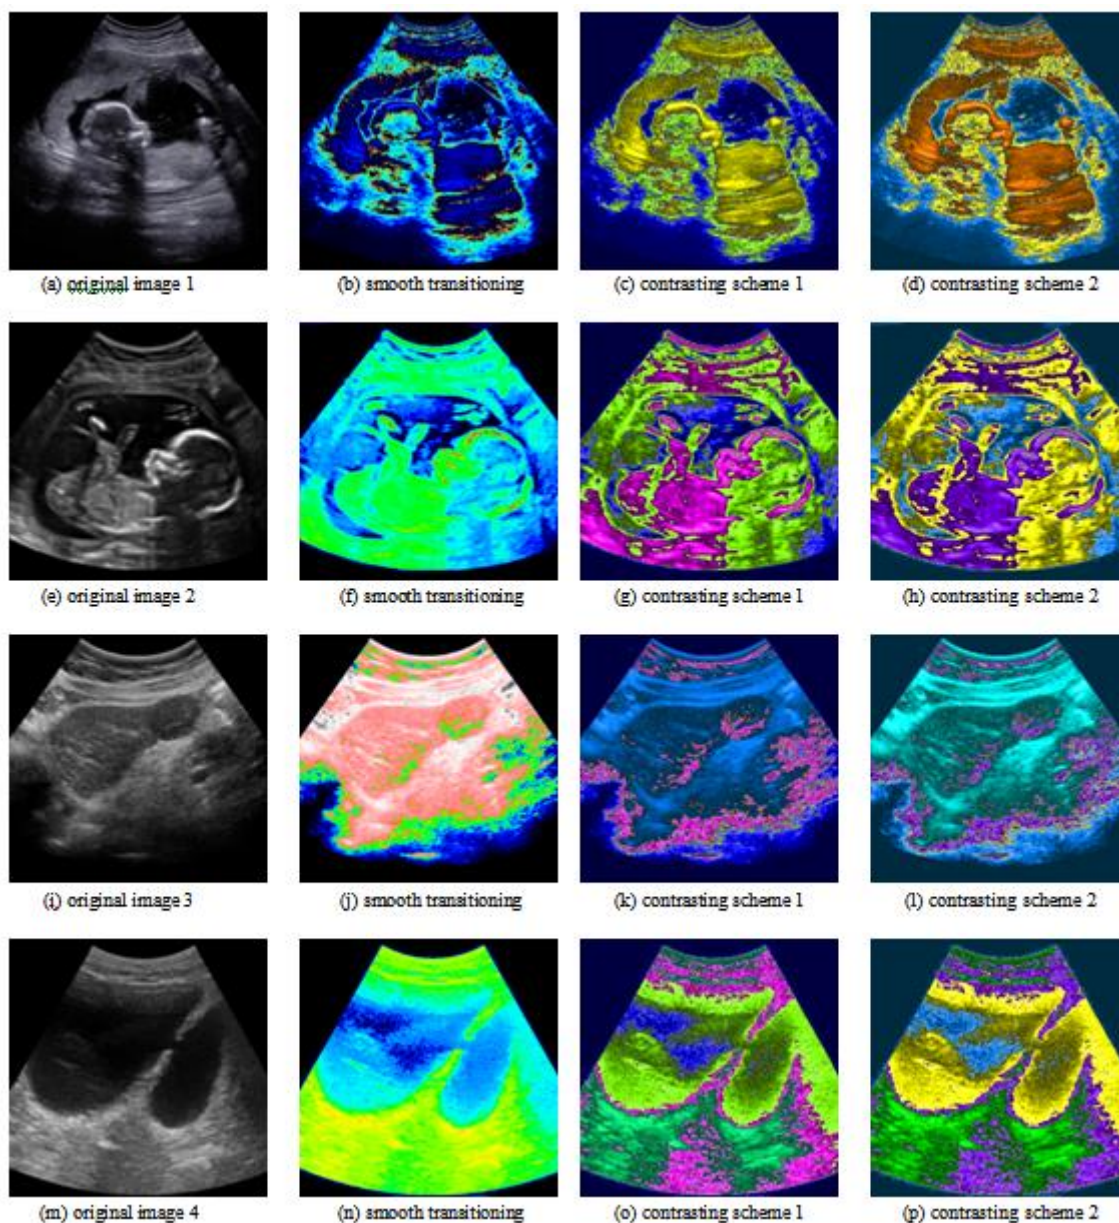 (a) original image 1
(b) smooth transitioning
(c) contrasting scheme 1
(d) contrasting scheme 2
(e) original image 2
(f) smooth transitioning
(g) contrasting scheme 1
(h) contrasting scheme 2
(i) original image 3
(j) smooth transitioning
(k) contrasting scheme 1
(l) contrasting scheme 2
(m) original image 4
(n) smooth transitioning
(o) contrasting scheme 1
(p) contrasting scheme 2